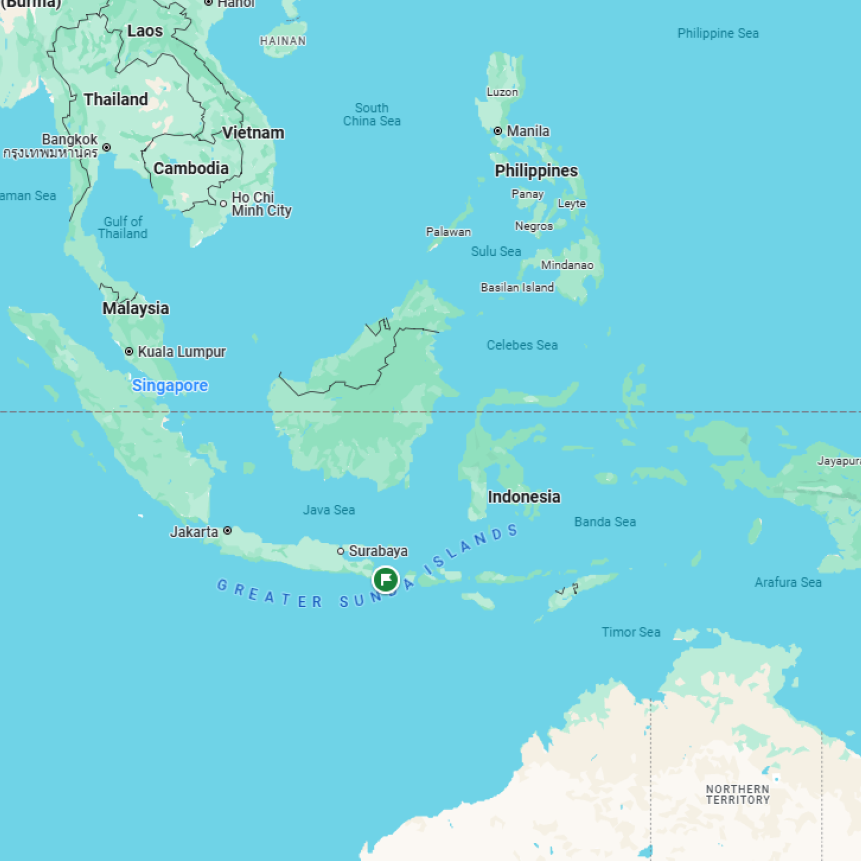 (Burma)
Hanoi
Laos
HAINAN
Philippine Sea
Luzon
Thailand
South
China Sea
Vietnam
Manila
Bangkok
กรุงเทพมหานคร
Cambodia
Philippines
Panay
aman Sea
Ho Chi
Minh City
Leyte
Gulf of
Thailand
Palawan
Negros
Sulu Sea
Mindanao
Basilan Island
Malaysia
Kuala Lumpur
Celebes Sea
Singapore
Jayapura
Indonesia
Java Sea
Banda Sea
Jakarta
Surabaya
GREATER SUNDA ISLANDS
Arafura Sea
Timor Sea
NORTHERN
TERRITORY